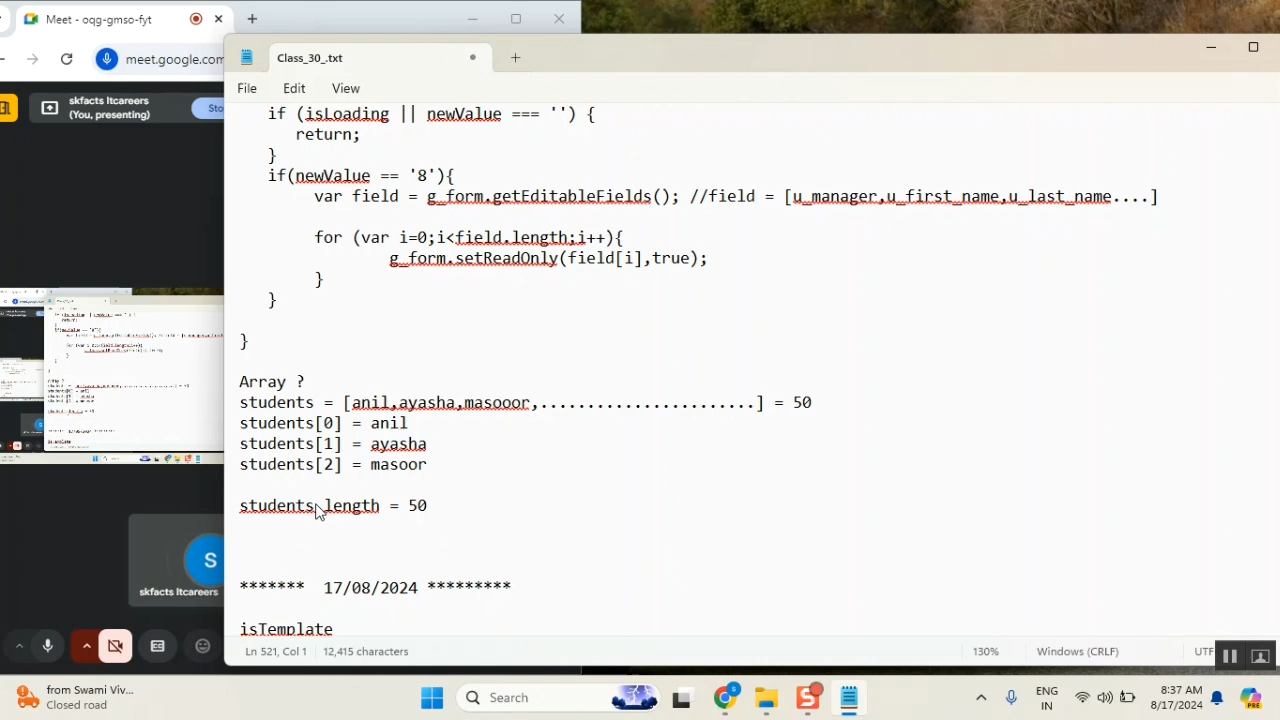 Meet - oqg-gmso-fyt
meet.google.com
skfacts Itcareers
(You, presenting)
Sto
Class_30_.txt
File Edit View
if (isLoading || newValue === '') {
return;
}
if(newValue == '8'){
var field = g_form.getEditableFields(); //field = [u_manager,u_first_name,u_last_name....]
for (var i=0;i<field.length;i++){
g_form.setReadOnly(field[i],true);
}
}
}
Array ?
students = [anil,ayasha,masooor,.......................] = 50
students[0] = anil
students[1] = ayasha
students[2] = masoor
students.length = 50
******* 17/08/2024 *********
isTemplate
S
skfacts Itcareers
Ln 521, Col 1 12,415 characters 130% Windows (CRLF) UTF
from Swami Viv...
Closed road
Search
ENG
IN
8:37 AM
8/17/2024